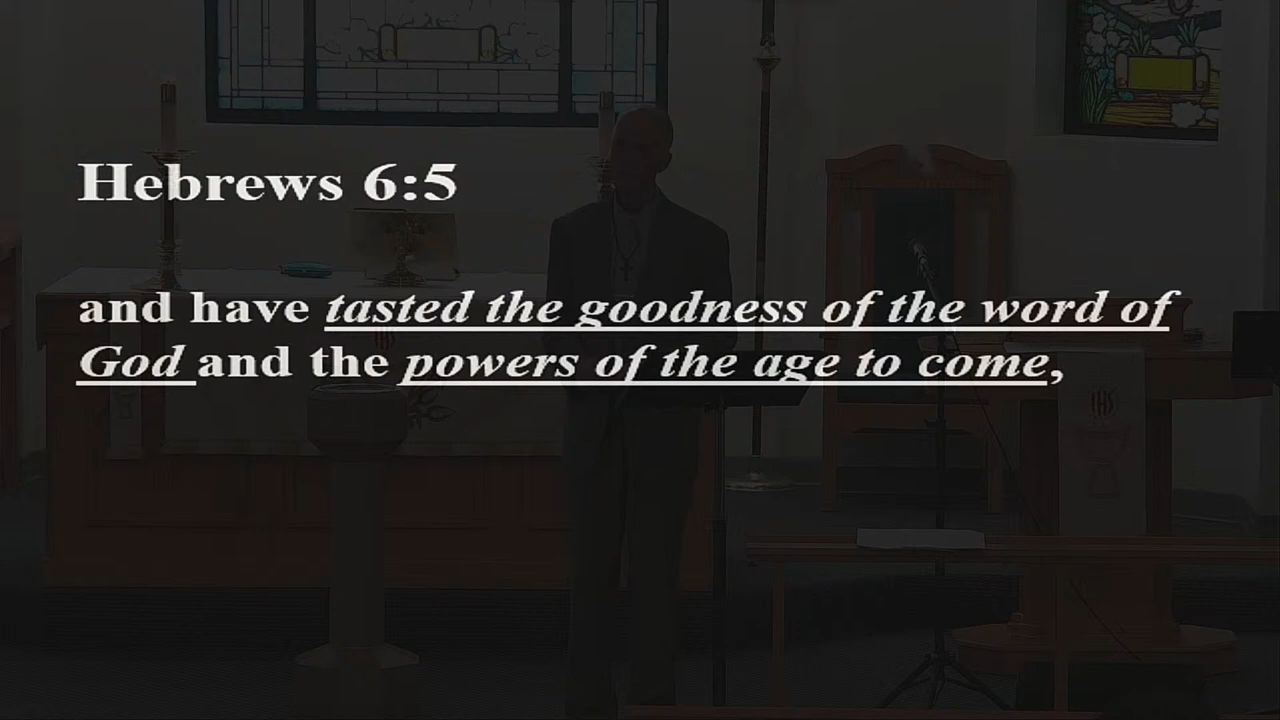 Hebrews 6:5
and have tasted the goodness of the word of
God and the powers of the age to come,
IHS